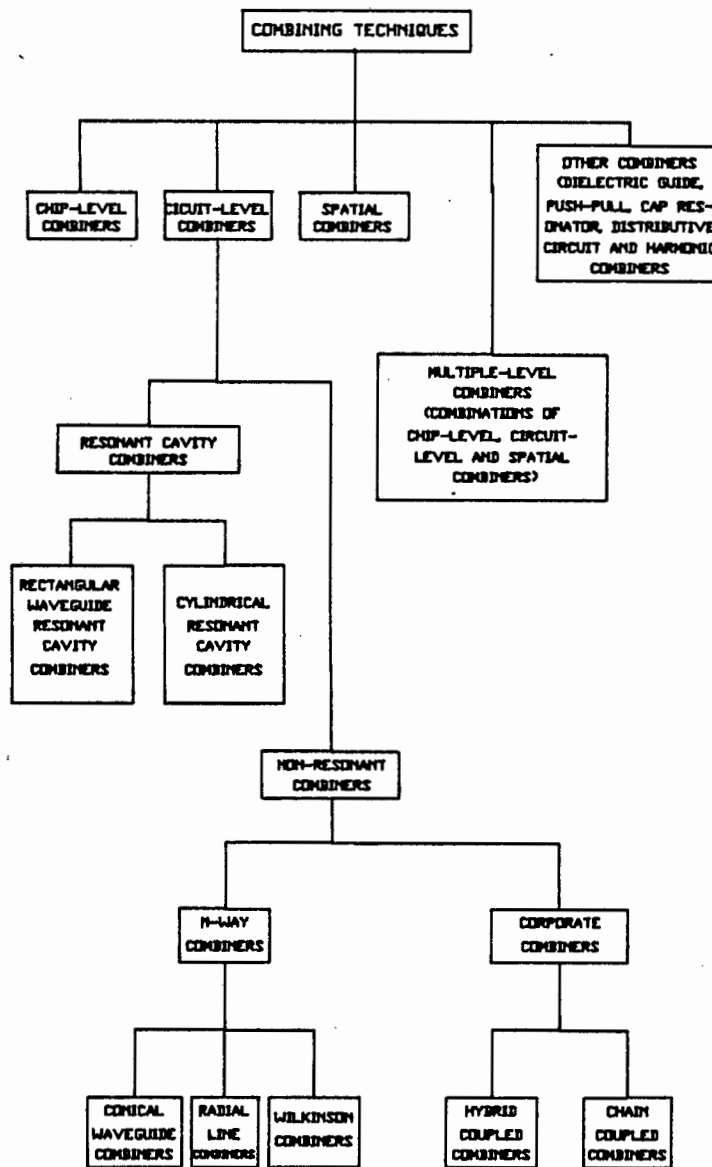 COMBINING TECHNIQUES
CHIP-LEVEL
COMBINERS
CICUIT-LEVEL
COMBINERS
SPATIAL
COMBINERS
OTHER COMBINERS
(DIELECTRIC GUIDE,
PUSH-PULL, CAP RES-
ONATOR, DISTRIBUTIVE
CIRCUIT AND HARMONIC
COMBINERS
MULTIPLE-LEVEL
COMBINERS
(COMBINATIONS OF
CHIP-LEVEL, CIRCUIT-
LEVEL AND SPATIAL
COMBINERS)
RESONANT CAVITY
COMBINERS
RECTANGULAR
WAVEGUIDE
RESONANT
CAVITY
COMBINERS
CYLINDRICAL
RESONANT
CAVITY
COMBINERS
NON-RESONANT
COMBINERS
N-WAY
COMBINERS
CORPORATE
COMBINERS
CONICAL
WAVEGUIDE
COMBINERS
RADIAL
LINE
COMBINERS
WILKINSON
COMBINERS
HYBRID
COUPLED
COMBINERS
CHAIN
COUPLED
COMBINERS